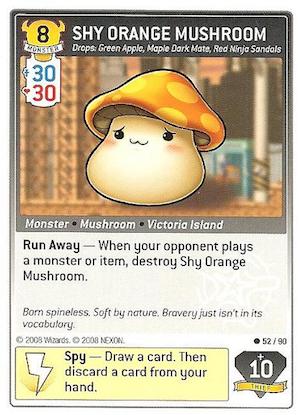 8
MONSTER
SHY ORANGE MUSHROOM
Drops: Green Apple, Maple Dark Mate, Red Ninja Sandals
30
30
Monster • Mushroom • Victoria Island
Run Away — When your opponent plays
a monster or item, destroy Shy Orange
Mushroom.
Born spineless. Soft by nature. Bravery just isn't in its
vocabulary.
© 2008 Wizards. © 2008 NEXON.
● 52 / 90
Spy — Draw a card. Then
discard a card from your
hand.
+10
THIEF